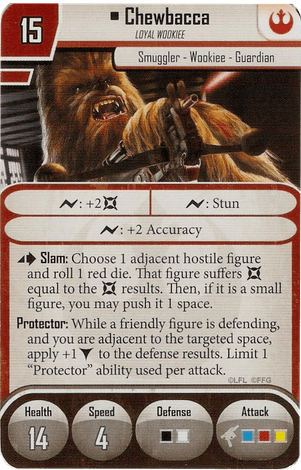 15
Chewbacca
LOYAL WOOKIEE
Smuggler - Wookiee - Guardian
: +2
: Stun
: +2 Accuracy
Slam: Choose 1 adjacent hostile figure
and roll 1 red die. That figure suffers
equal to the results. Then, if it is a small
figure, you may push it 1 space.
Protector: While a friendly figure is defending,
and you are adjacent to the targeted space,
apply +1 to the defense results. Limit 1
"Protector" ability used per attack.
©LFL ©FFG
Health
Speed
Defense
Attack
14
4